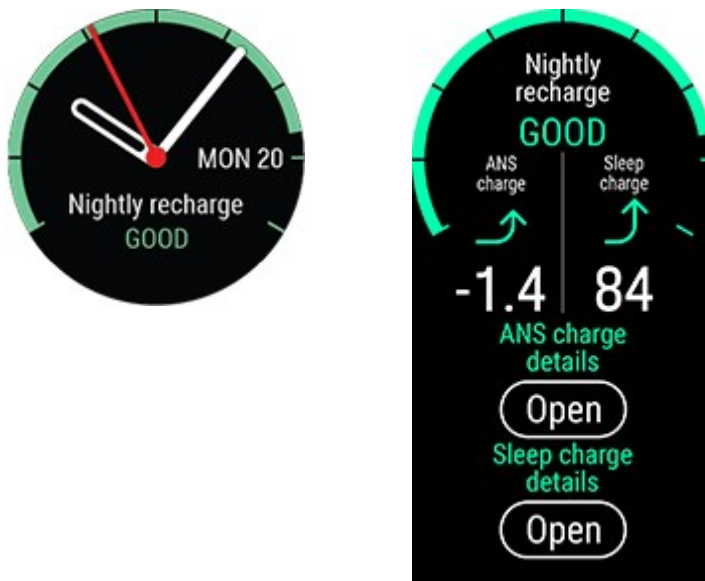 MON 20
Nightly recharge
GOOD
Nightly
recharge
GOOD
ANS
charge
Sleep
charge
-1.4
84
ANS charge
details
Open
Sleep charge
details
Open